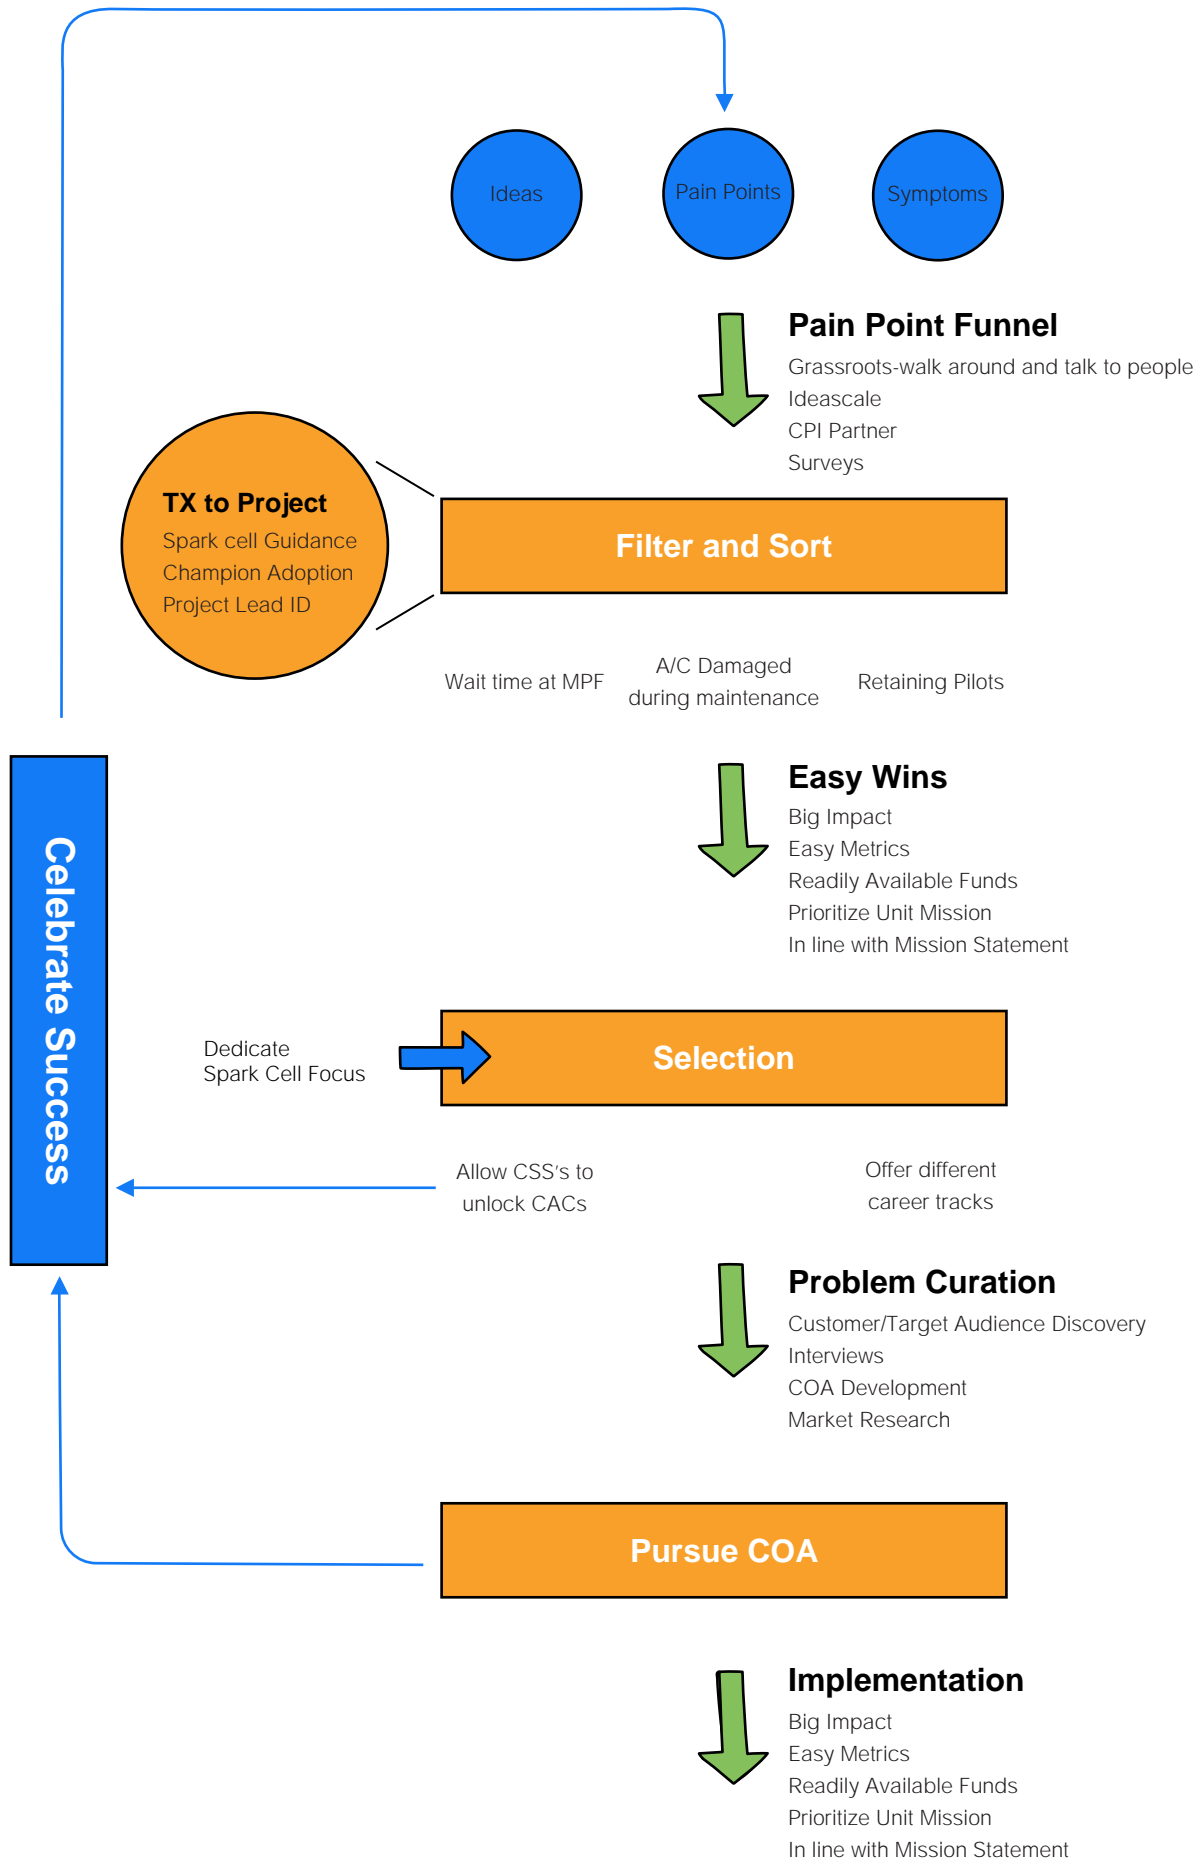 Ideas
Pain Points
Symptoms
Pain Point Funnel
Grassroots-walk around and talk to people
Ideascale
CPI Partner
Surveys
TX to Project
Spark cell Guidance
Champion Adoption
Project Lead ID
Filter and Sort
Wait time at MPF
A/C Damaged
during maintenance
Retaining Pilots
Easy Wins
Big Impact
Easy Metrics
Readily Available Funds
Prioritize Unit Mission
In line with Mission Statement
Celebrate Success
Dedicate
Spark Cell Focus
Selection
Allow CSS's to
unlock CACs
Offer different
career tracks
Problem Curation
Customer/Target Audience Discovery
Interviews
COA Development
Market Research
Pursue COA
Implementation
Big Impact
Easy Metrics
Readily Available Funds
Prioritize Unit Mission
In line with Mission Statement